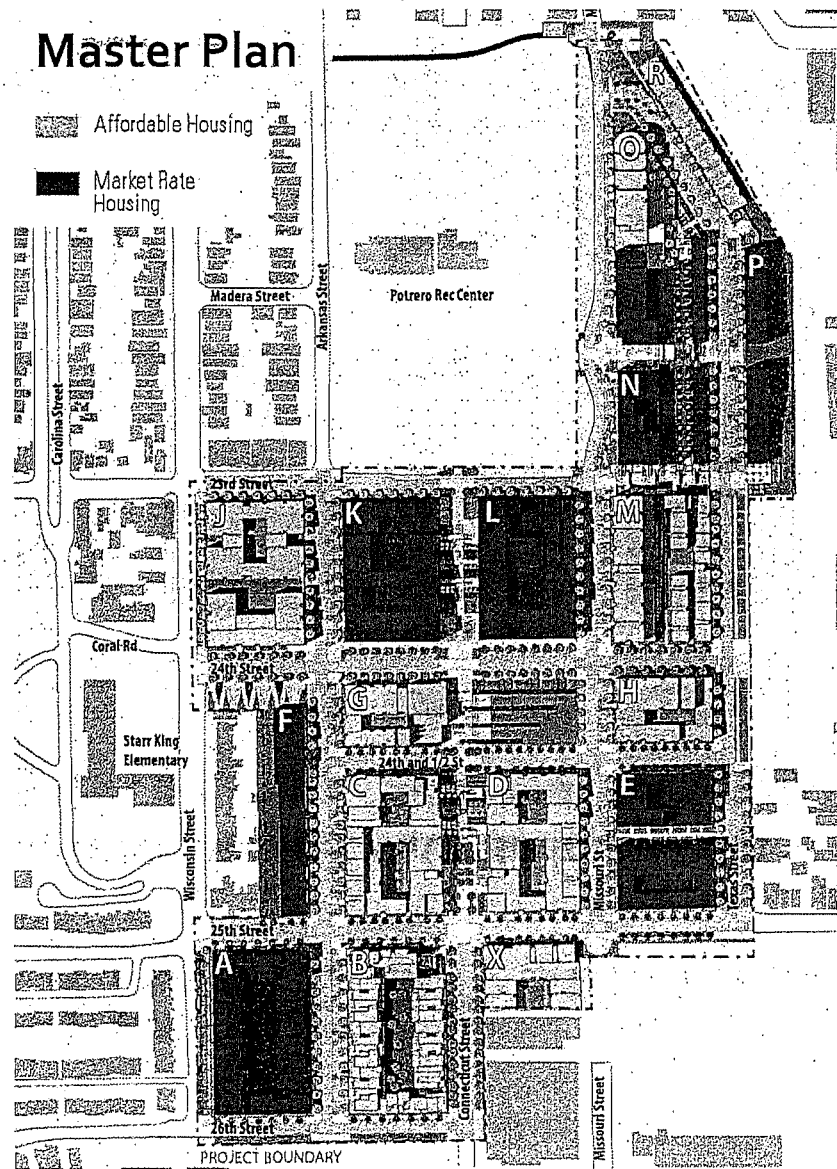 Master Plan
Affordable Housing
Market Rate
Housing
R
O
P
Madera Street
Arkansas Street
Potrero Rec Center
Carolina Street
N
23rd Street
J
K
L
M
Coral Rd
24th Street
G
H
F
Starr King
Elementary
24th and 1/2 St
C
D
E
Wisconsin Street
Missouri St
Texas Street
25th Street
A
B
X
Connecticut Street
Missouri Street
26th Street
PROJECT BOUNDARY